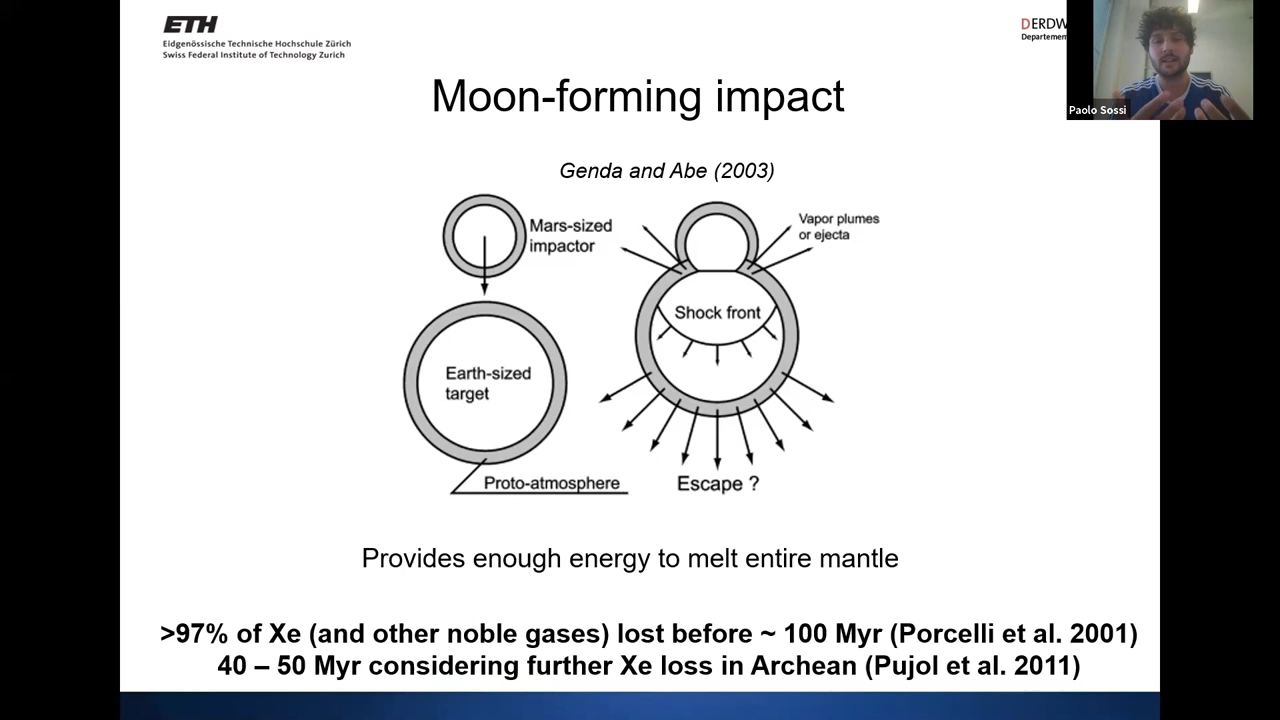 ETH
Eidgenössische Technische Hochschule Zürich
Swiss Federal Institute of Technology Zurich
DERDW
Departemen
Paolo Sossi
Moon-forming impact
Genda and Abe (2003)
Mars-sized
impactor
Vapor plumes
or ejecta
Shock front
Earth-sized
target
Proto-atmosphere
Escape ?
Provides enough energy to melt entire mantle
>97% of Xe (and other noble gases) lost before ~ 100 Myr (Porcelli et al. 2001)
40 – 50 Myr considering further Xe loss in Archean (Pujol et al. 2011)